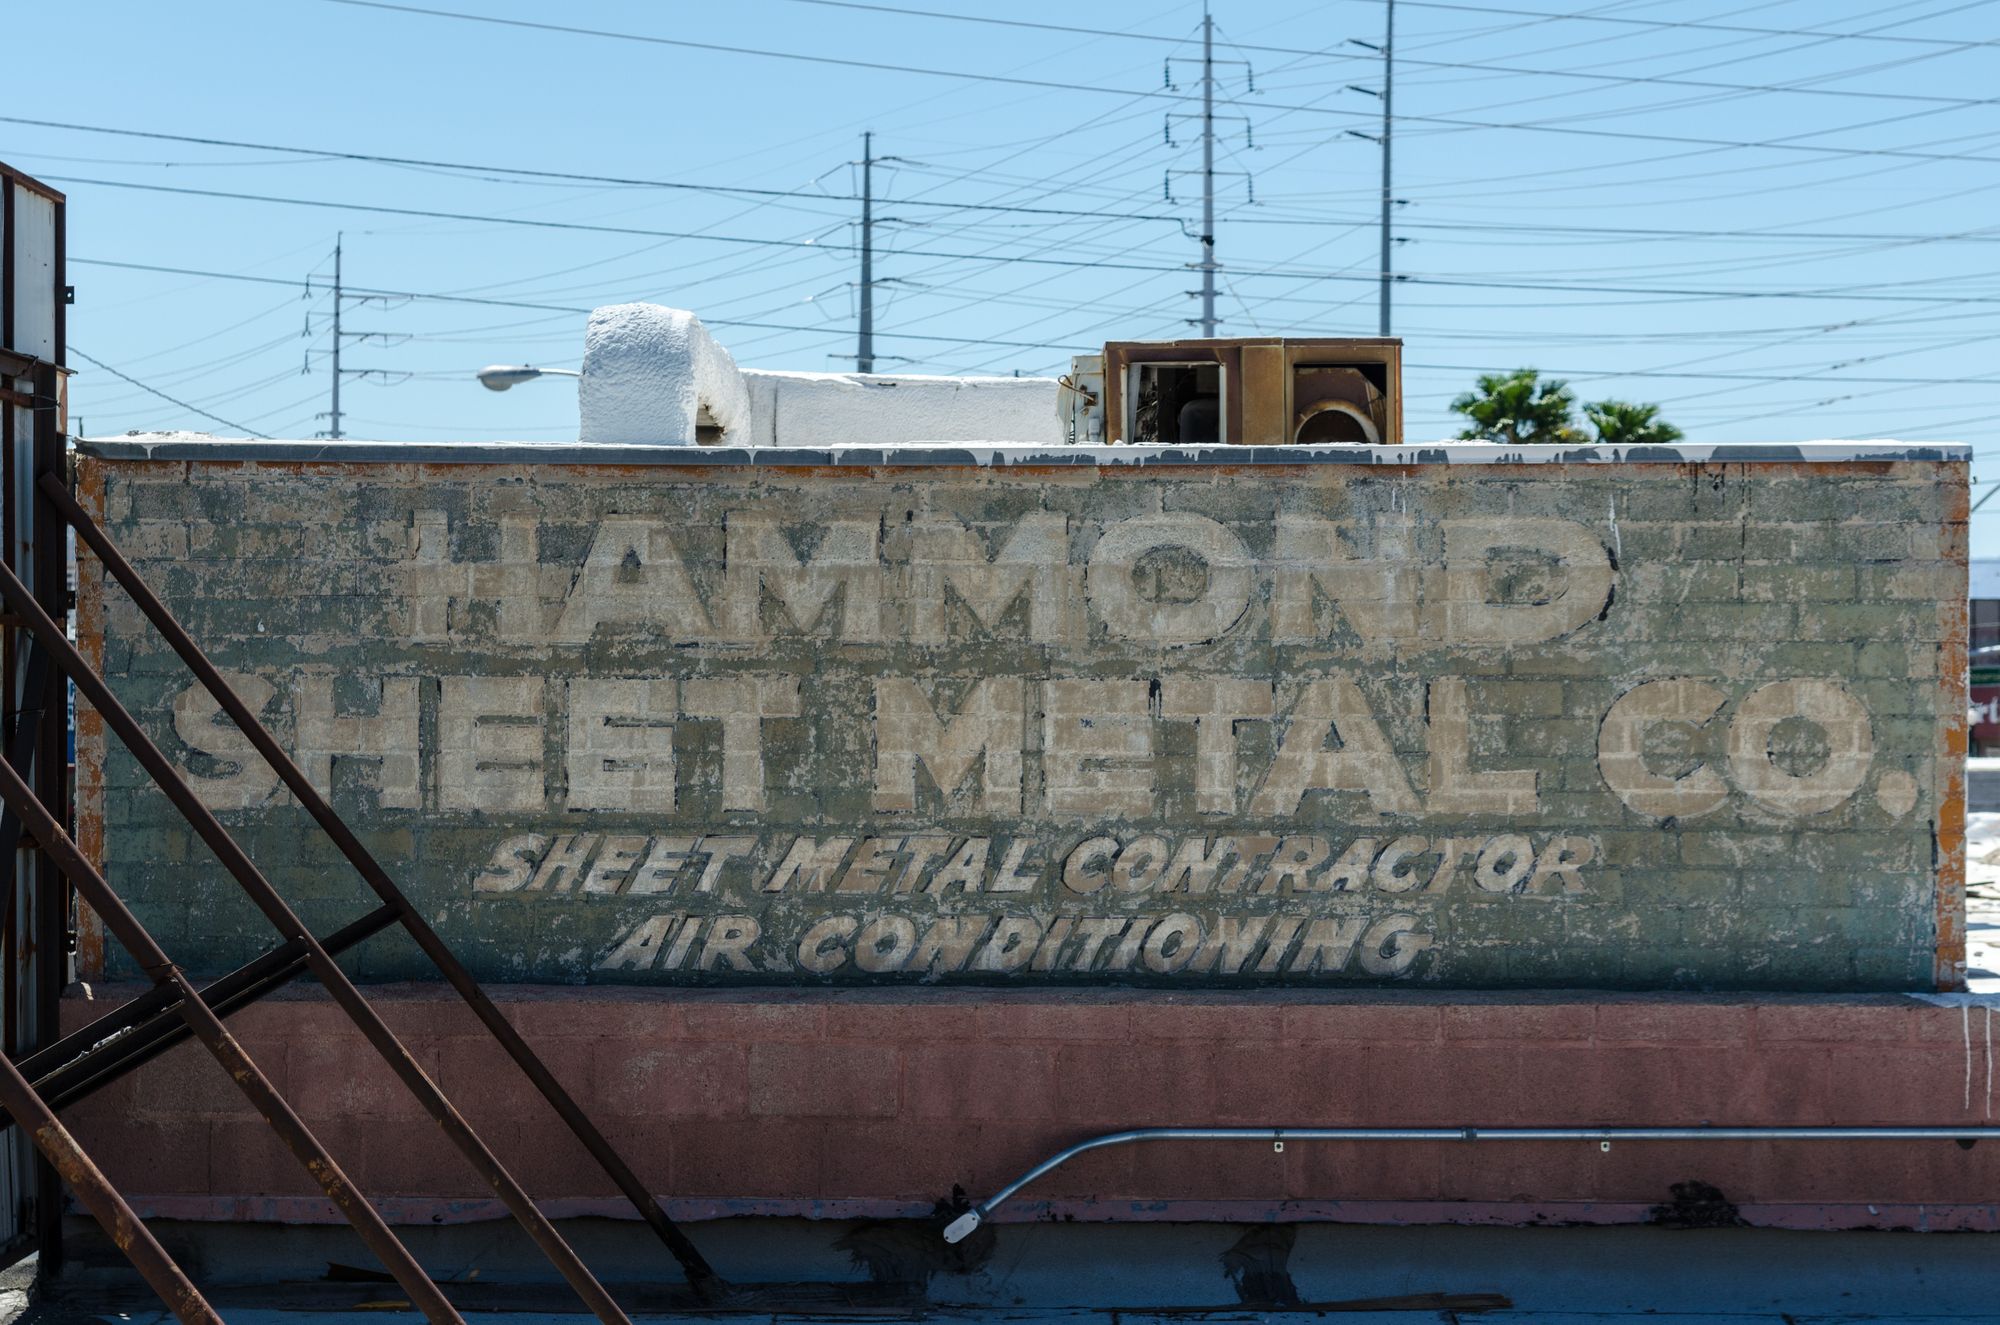 HAMMOND
SHEET METAL CO.
SHEET METAL CONTRACTOR
AIR CONDITIONING